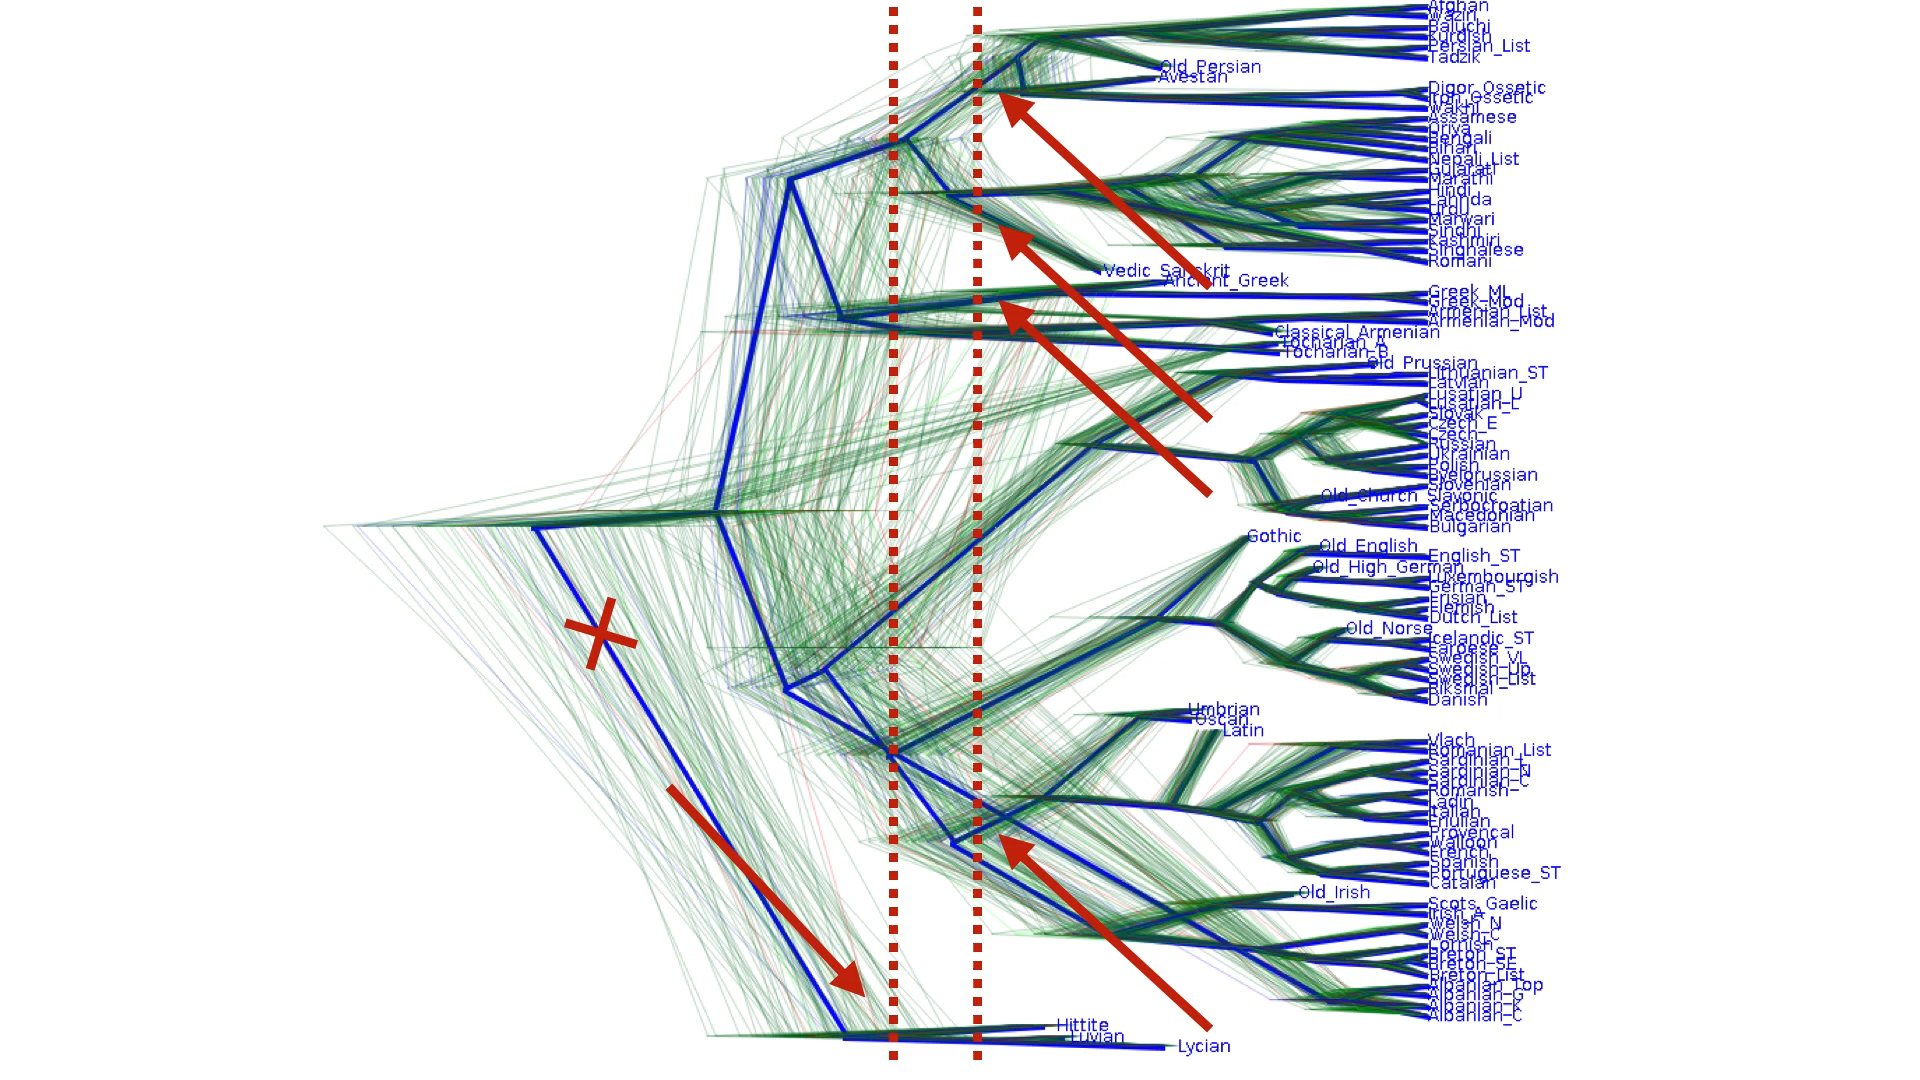 Afghan
Waziri
Baluchi
Kurdish
Persian_List
Tadzik
Old_Persian
Avestan
Digor_Ossetic
Iron_Ossetic
Wakhi
Assamese
Oriya
Bengali
Bihari
Nepali_List
Gujarati
Marathi
Hindi
Lahnda
Urdu
Marwari
Sindhi
Kashmiri
Singhalese
Romani
Vedic_Sanskrit
Ancient_Greek
Greek_ML
Greek_Mod
Armenian_List
Armenian_Mod
Classical_Armenian
Tocharian_A
Tocharian_B
Old_Prussian
Lithuanian_ST
Latvian
Lusatian_U
Lusatian_L
Slovak
Czech_E
Czech
Russian
Ukrainian
Polish
Byelorussian
Slovenian
Old_Church_Slavonic
Serbocroatian
Macedonian
Bulgarian
Gothic
Old_English
English_ST
Old_High_German
Luxembourgish
German_ST
Frisian
Flemish
Dutch_List
Old_Norse
Icelandic_ST
Faroese
Swedish_VL
Swedish_Up
Swedish_List
Riksmal
Danish
Umbrian
Oscan
Latin
Vlach
Romanian_List
Sardinian_L
Sardinian_N
Sardinian_C
Romansh
Ladin
Italian
Friulian
Provencal
Walloon
French
Spanish
Portuguese_ST
Catalan
Old_Irish
Scots_Gaelic
Irish_A
Welsh_N
Welsh_C
Cornish
Breton_ST
Breton_SE
Breton_List
Albanian_Top
Albanian_G
Albanian_K
Albanian_C
Hittite
Luvian
Lycian